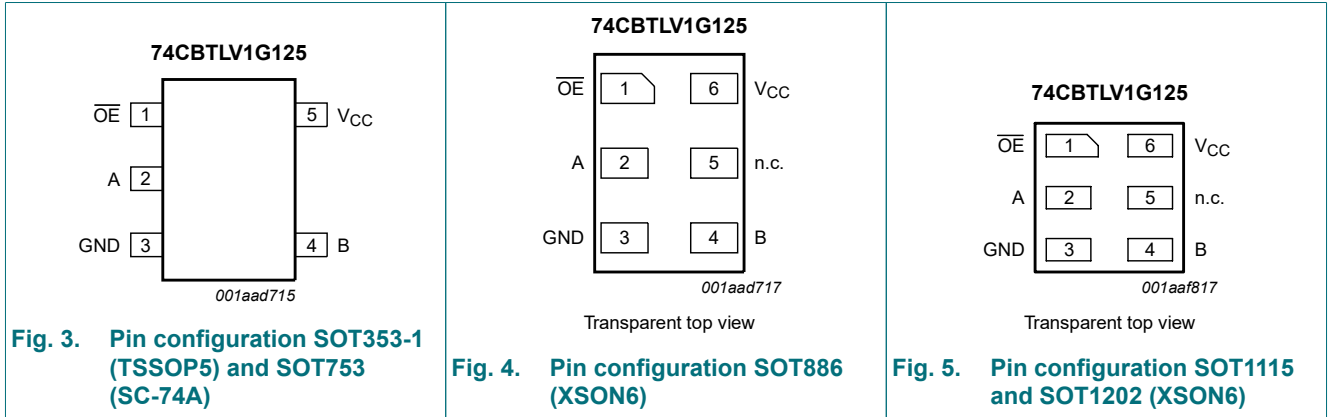 74CBTLV1G125
OE 1
5 VCC
A 2
GND 3
4 B
001aad715
Fig. 3. Pin configuration SOT353-1
(TSSOP5) and SOT753
(SC-74A)
74CBTLV1G125
OE 1 6 VCC
A 2 5 n.c.
GND 3 4 B
001aad717
Transparent top view
Fig. 4. Pin configuration SOT886
(XSON6)
74CBTLV1G125
OE 1 6 VCC
A 2 5 n.c.
GND 3 4 B
001aaf817
Transparent top view
Fig. 5. Pin configuration SOT1115
and SOT1202 (XSON6)